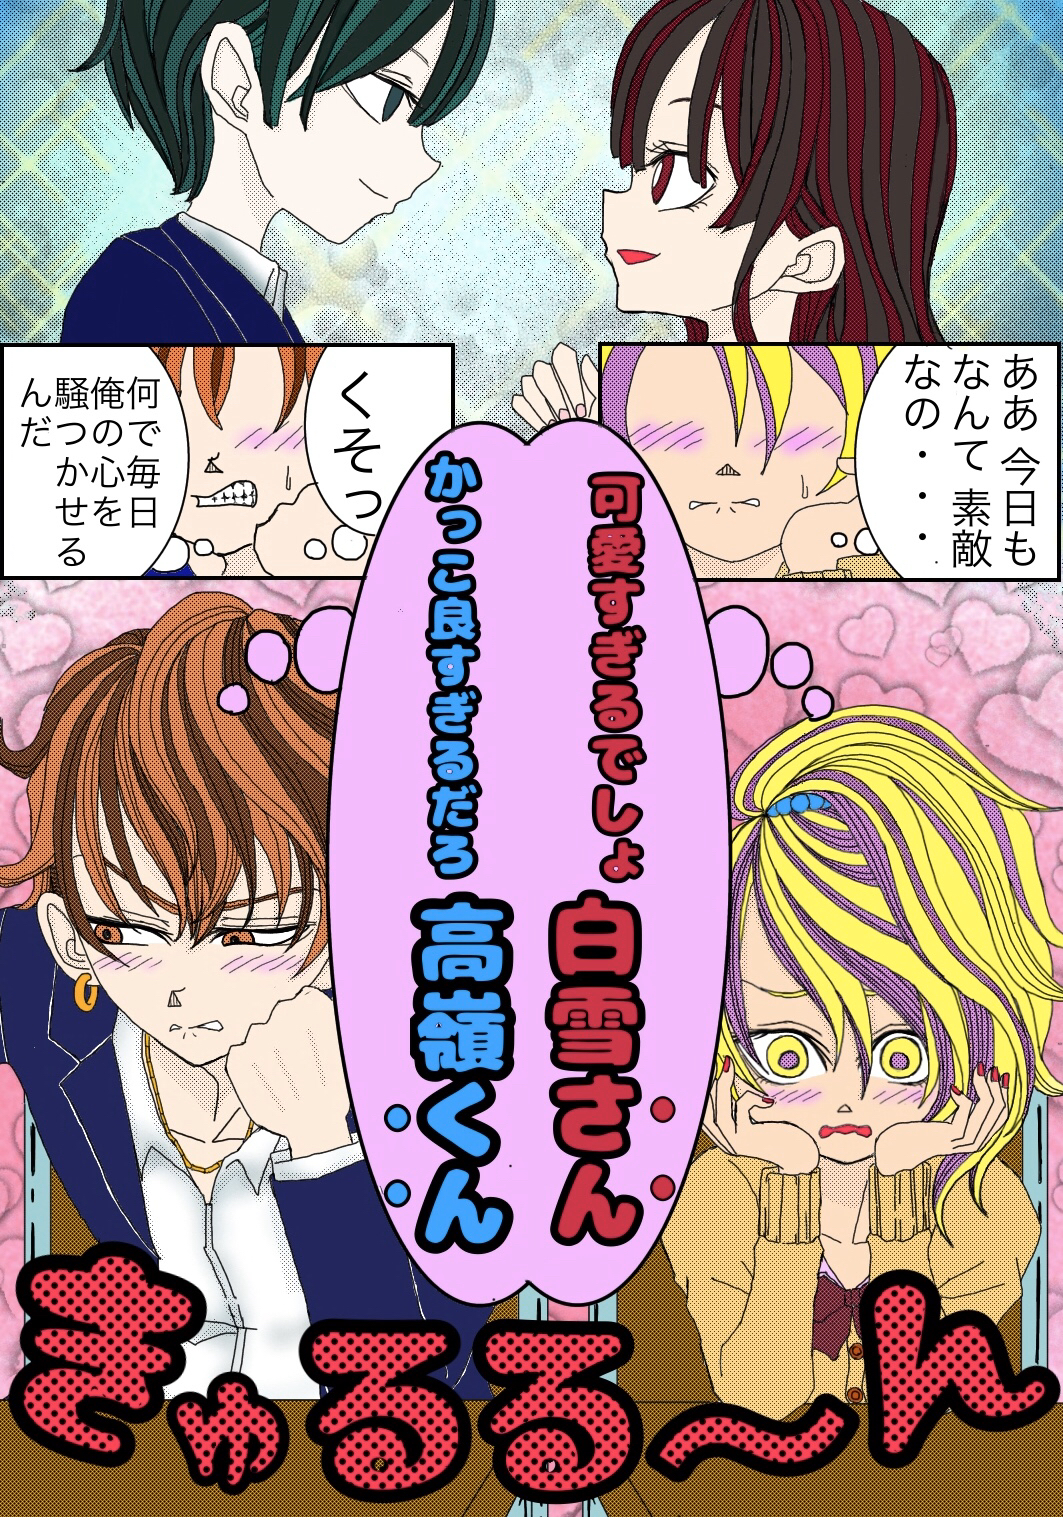 ああ 今日も
なんて 素敵
なの・・・
くそっ
何で毎日
俺の心を
騒つかせる
んだ
可愛すぎるでしょ
白雪さん
かっこ良すぎるだろ
高嶺くん
きゅるる〜ん